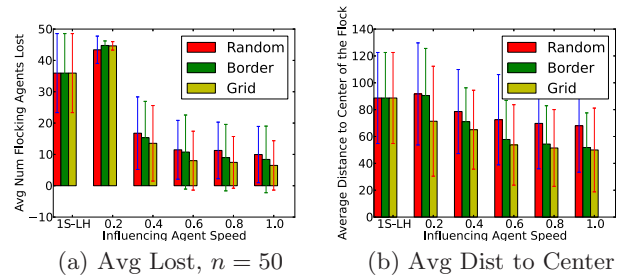 Avg Num Flocking Agents Lost
50
40
30
20
10
0
−10
Random
Border
Grid
1S-LH 0.2 0.4 0.6 0.8 1.0
Influencing Agent Speed
(a) Avg Lost, n = 50
Average Distance to Center of the Flock
140
120
100
80
60
40
20
0
Random
Border
Grid
1S-LH 0.2 0.4 0.6 0.8 1.0
Influencing Agent Speed
(b) Avg Dist to Center